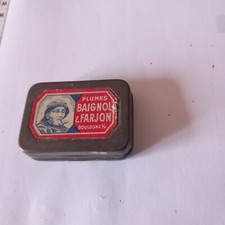 PLUMES
BAIGNOL
& FARJON
BOULOGNE S/M